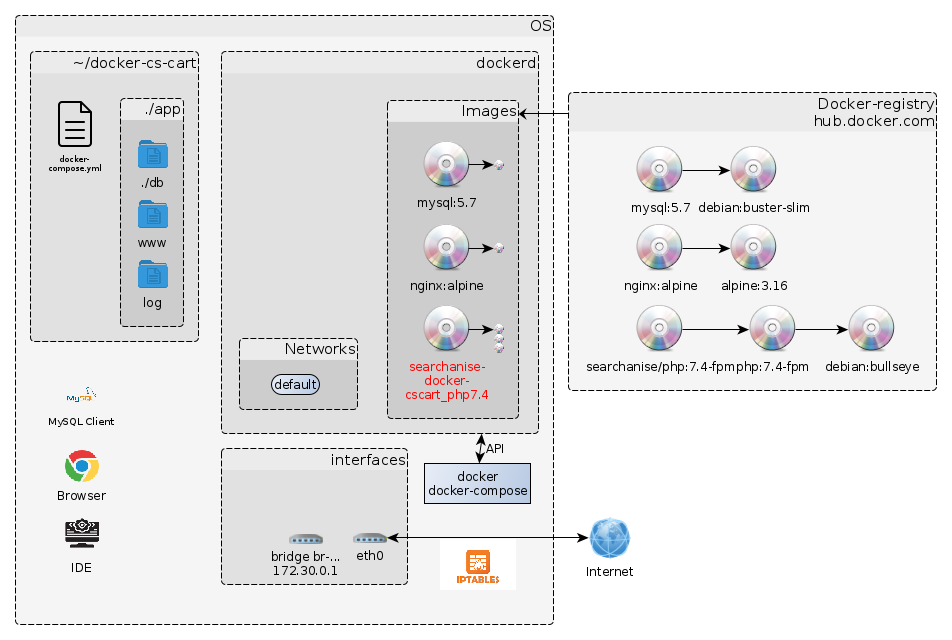 OS
~/docker-cs-cart
docker-
compose.yml
./app
./db
www
log
dockerd
Images
mysql:5.7
nginx:alpine
searchanise-
docker-
cscart_php7.4
Networks
default
Docker-registry
hub.docker.com
mysql:5.7
debian:buster-slim
nginx:alpine
alpine:3.16
searchanise/php:7.4-fpm
php:7.4-fpm
debian:bullseye
MySQL
MySQL Client
Browser
IDE
interfaces
bridge br-...
172.30.0.1
eth0
API
docker
docker-compose
IPTABLES
Internet